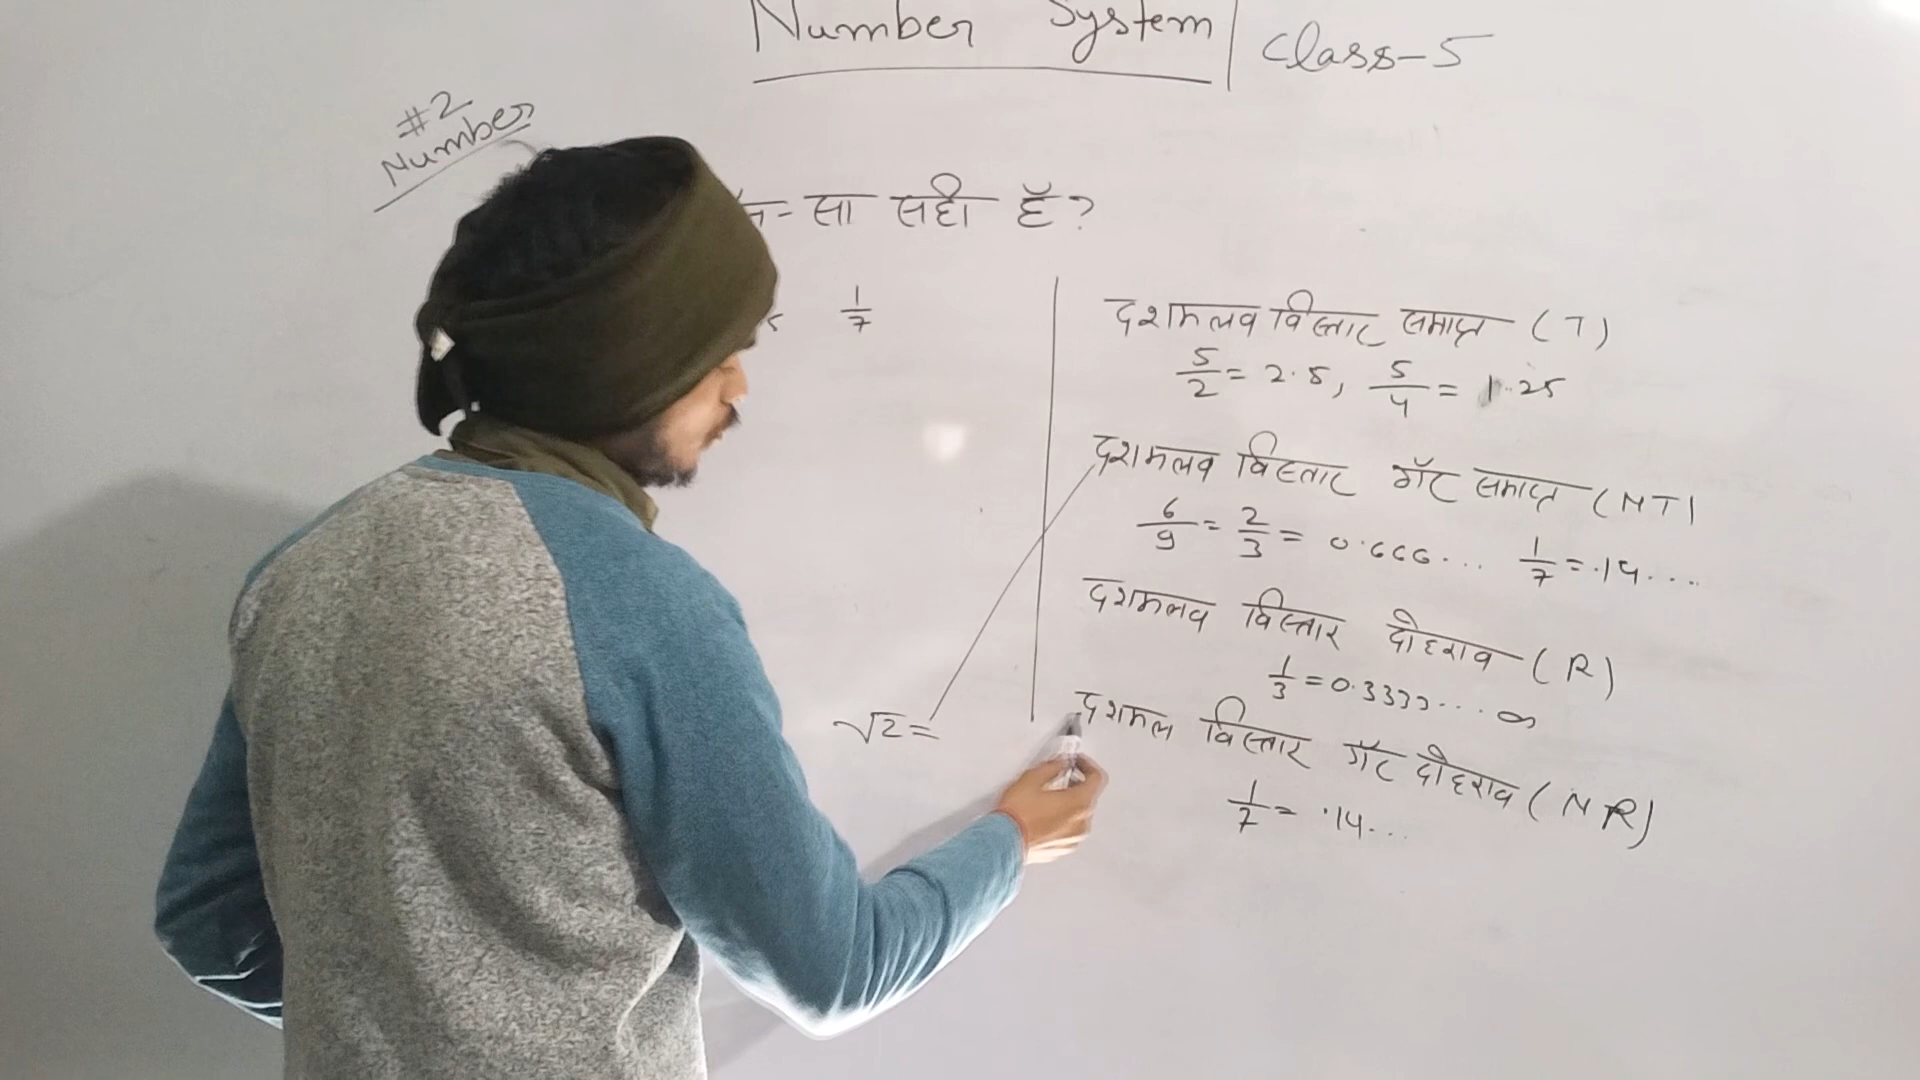 Number System | Class-5
#2
Number
सा सही है?
1/7
दशमलव विस्तार समाप्त (T)
5/2 = 2.5, 5/4 = 1.25
दशमलव विस्तार नॉट समाप्त (NT)
6/9 = 2/3 = 0.666... 1/7 = .14....
दशमलव विस्तार दोहराव (R)
1/3 = 0.3333... ∞
√2 =
दशमल विस्तार नॉट दोहराव (NR)
1/7 = .14...